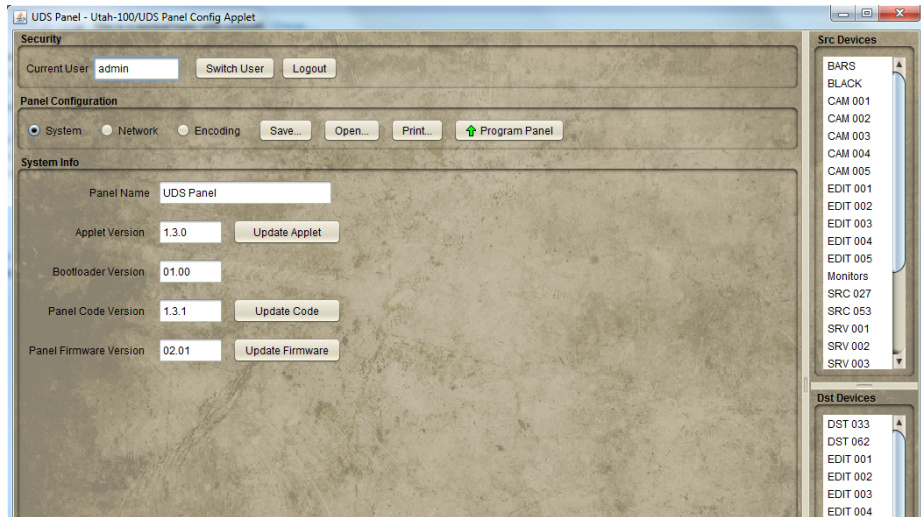 UDS Panel - Utah-100/UDS Panel Config Applet
Security
Current User admin Switch User Logout
Panel Configuration
System Network Encoding Save... Open... Print... Program Panel
System Info
Panel Name UDS Panel
Applet Version 1.3.0 Update Applet
Bootloader Version 01.00
Panel Code Version 1.3.1 Update Code
Panel Firmware Version 02.01 Update Firmware
Src Devices
BARS
BLACK
CAM 001
CAM 002
CAM 003
CAM 004
CAM 005
EDIT 001
EDIT 002
EDIT 003
EDIT 004
EDIT 005
Monitors
SRC 027
SRC 053
SRV 001
SRV 002
SRV 003
Dst Devices
DST 033
DST 062
EDIT 001
EDIT 002
EDIT 003
EDIT 004